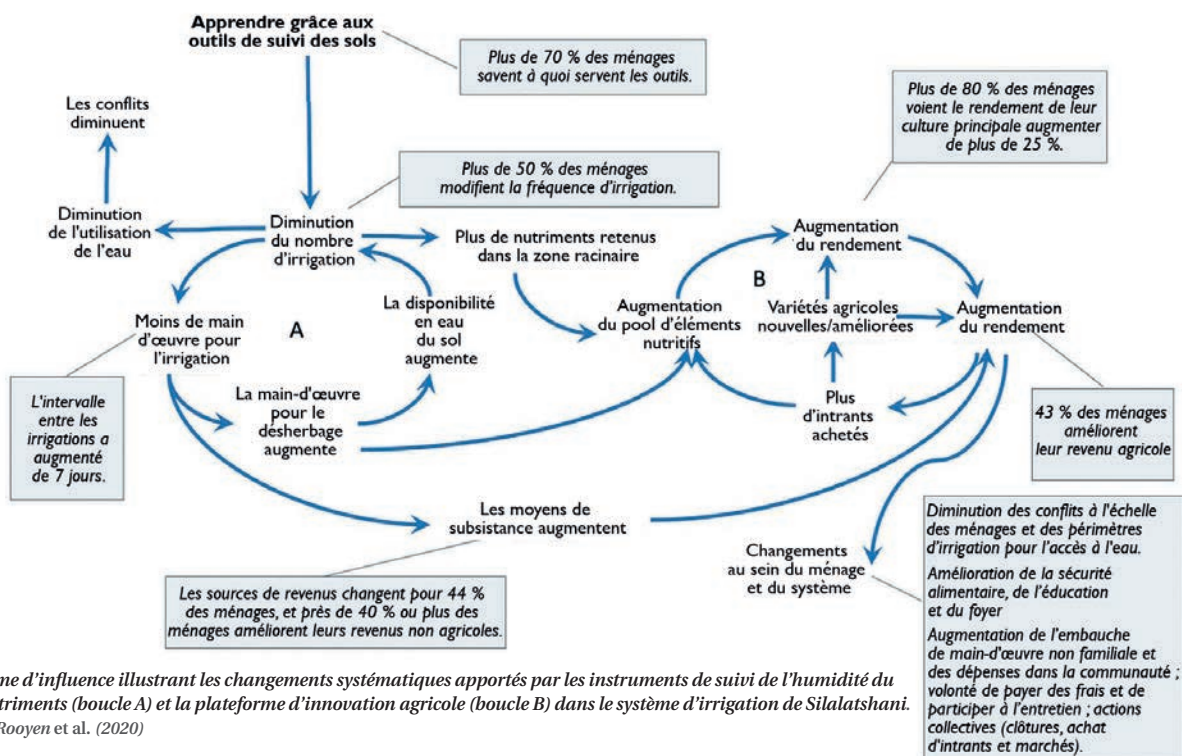 Apprendre grâce aux
outils de suivi des sols
Plus de 70 % des ménages
savent à quoi servent les outils.
Plus de 80 % des ménages
voient le rendement de leur
culture principale augmenter
de plus de 25 %.
Les conflits
diminuent
Plus de 50 % des ménages
modifient la fréquence d'irrigation.
Diminution
de l'utilisation
de l'eau
Diminution
du nombre
d'irrigation
Plus de nutriments retenus
dans la zone racinaire
Augmentation
du rendement
B
Moins de main
d'œuvre pour
l'irrigation
A
La disponibilité
en eau
du sol
augmente
Augmentation
du pool d'éléments
nutritifs
Variétés agricoles
nouvelles/améliorées
Augmentation
du rendement
L'intervalle
entre les
irrigations a
augmenté
de 7 jours.
La main-d'œuvre
pour le
désherbage
augmente
Plus
d'intrants
achetés
43 % des ménages
améliorent
leur revenu agricole
Les moyens de
subsistance augmentent
Changements
au sein du ménage
et du système
Diminution des conflits à l'échelle
des ménages et des périmètres
d'irrigation pour l'accès à l'eau.
Amélioration de la sécurité
alimentaire, de l'éducation
et du foyer
Augmentation de l'embauche
de main-d'œuvre non familiale et
des dépenses dans la communauté ;
volonté de payer des frais et de
participer à l'entretien ; actions
collectives (clôtures, achat
d'intrants et marchés).
Les sources de revenus changent pour 44 %
des ménages, et près de 40 % ou plus des
ménages améliorent leurs revenus non agricoles.
me d'influence illustrant les changements systématiques apportés par les instruments de suivi de l'humidité du
triments (boucle A) et la plateforme d'innovation agricole (boucle B) dans le système d'irrigation de Silalatshani.
Rooyen et al. (2020)